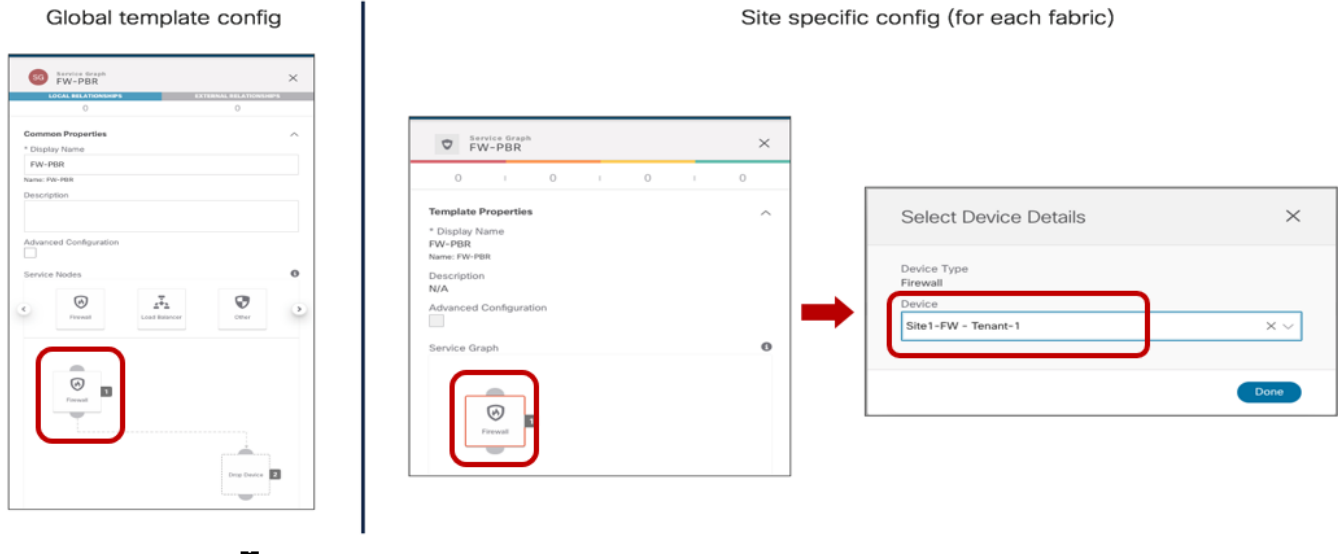 Global template config
SG
Service Graph
FW-PBR
LOCAL RELATIONSHIPS
EXTERNAL RELATIONSHIPS
0
0
Common Properties
* Display Name
FW-PBR
Name: FW-PBR
Description
Advanced Configuration
Service Nodes
Firewall
Load Balancer
Other
Firewall
1
Drop Device
2
Site specific config (for each fabric)
Service Graph
FW-PBR
0
0
0
0
Template Properties
* Display Name
FW-PBR
Name: FW-PBR
Description
N/A
Advanced Configuration
Service Graph
Firewall
1
Select Device Details
Device Type
Firewall
Device
Site1-FW - Tenant-1
Done